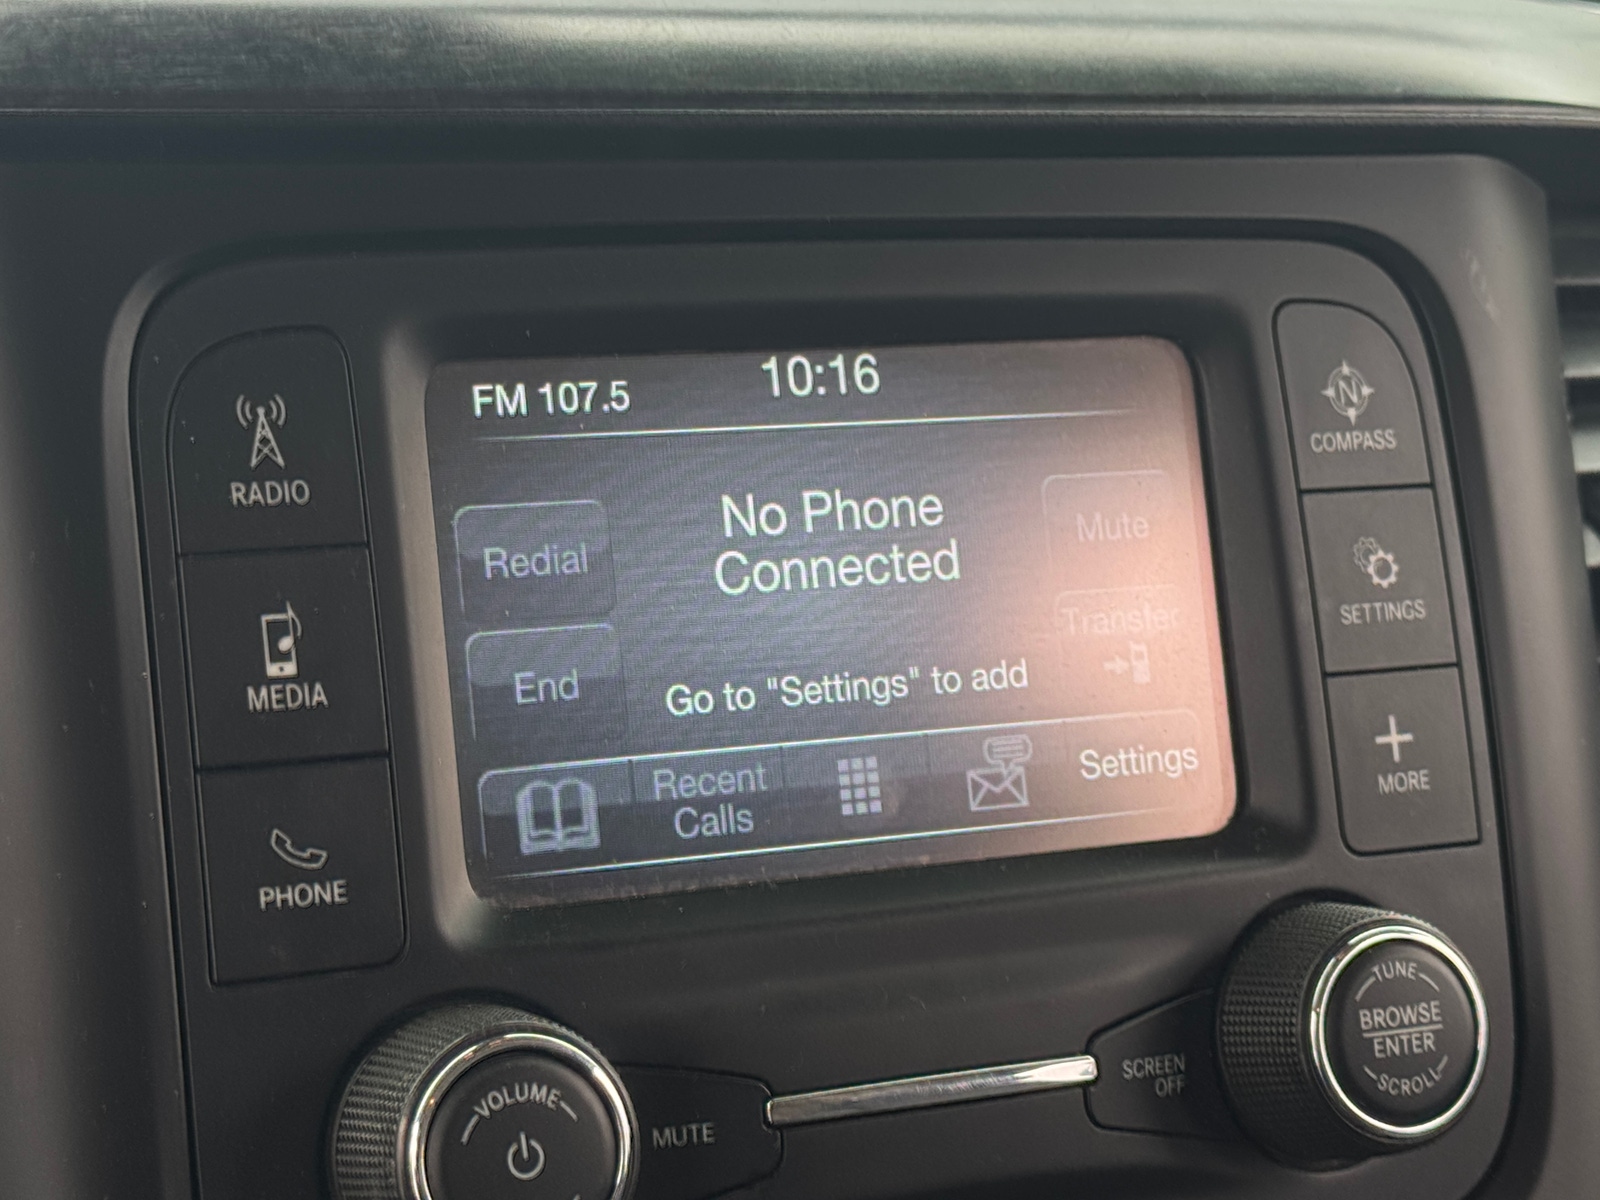 FM 107.5
10:16
RADIO
MEDIA
PHONE
Redial
End
No Phone
Connected
Go to "Settings" to add
Mute
Transfer
Recent
Calls
Settings
N
COMPASS
SETTINGS
MORE
VOLUME
MUTE
SCREEN
OFF
TUNE
BROWSE
ENTER
SCROLL